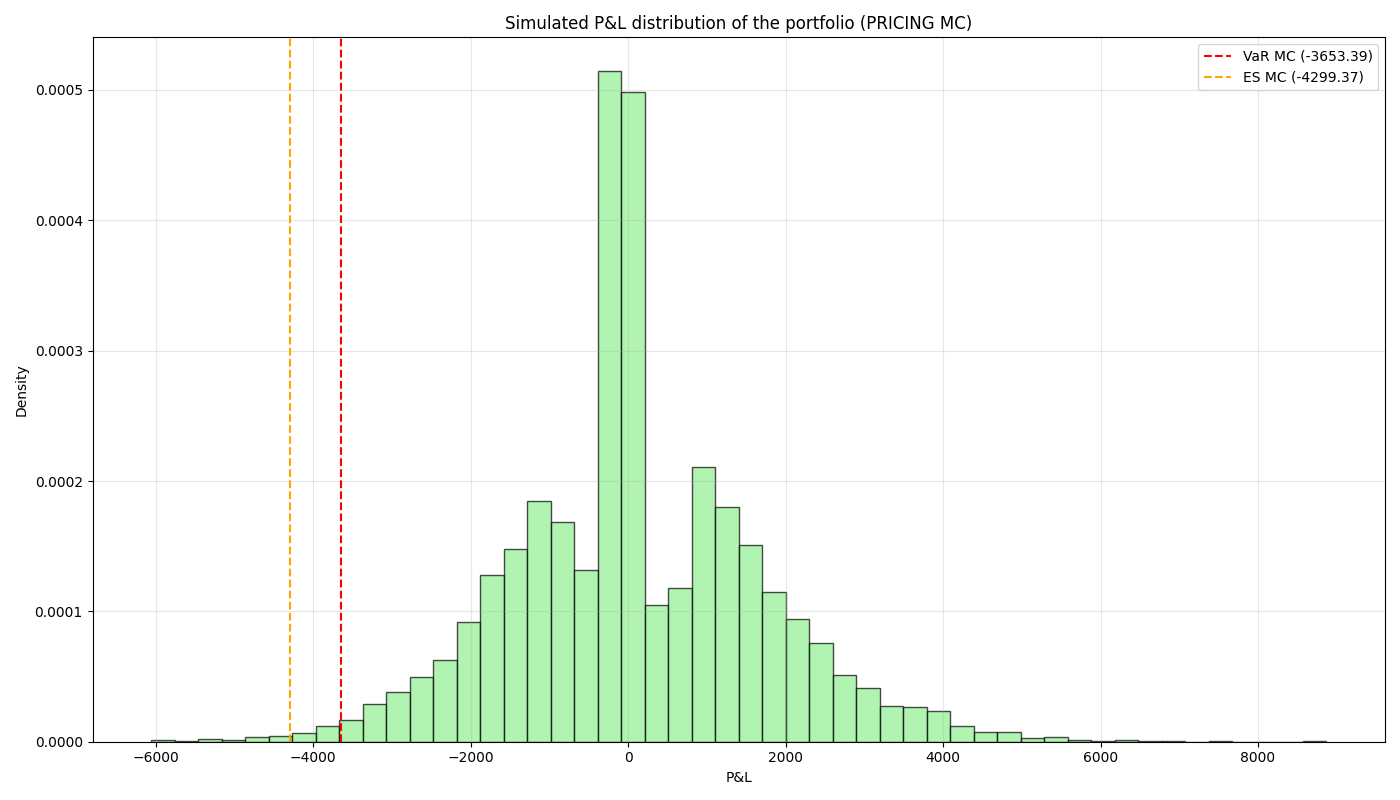 Simulated P&L distribution of the portfolio (PRICING MC)
VaR MC (-3653.39)
ES MC (-4299.37)
0.0005
0.0004
0.0003
0.0002
0.0001
0.0000
Density
−6000 −4000 −2000 0 2000 4000 6000 8000
P&L